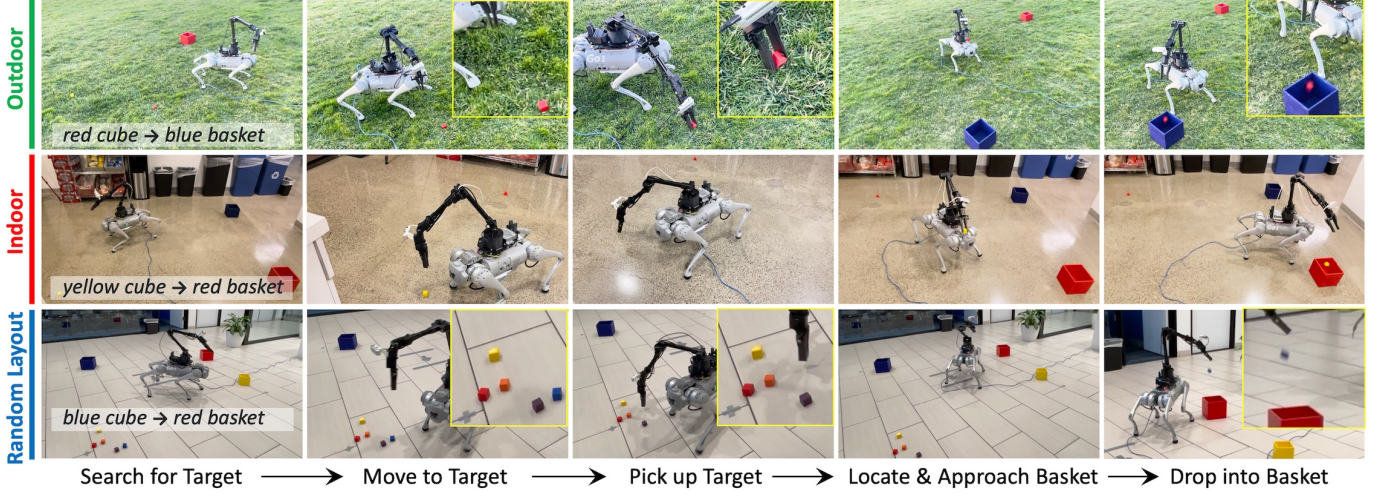 Outdoor
red cube → blue basket
Go1
Indoor
yellow cube → red basket
Random Layout
blue cube → red basket
Search for Target → Move to Target → Pick up Target → Locate & Approach Basket → Drop into Basket